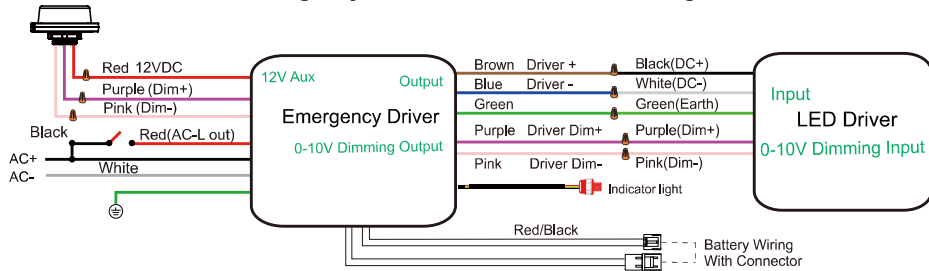 Red 12VDC
Purple (Dim+)
Pink (Dim-)
Black
Red(AC-L out)
AC+
AC-
White
12V Aux
Output
Emergency Driver
0-10V Dimming Output
Brown Driver + Black(DC+)
Blue Driver - White(DC-)
Green Green(Earth)
Purple Driver Dim+ Purple(Dim+)
Pink Driver Dim- Pink(Dim-)
Indicator light
Input
LED Driver
0-10V Dimming Input
Red/Black
Battery Wiring
With Connector